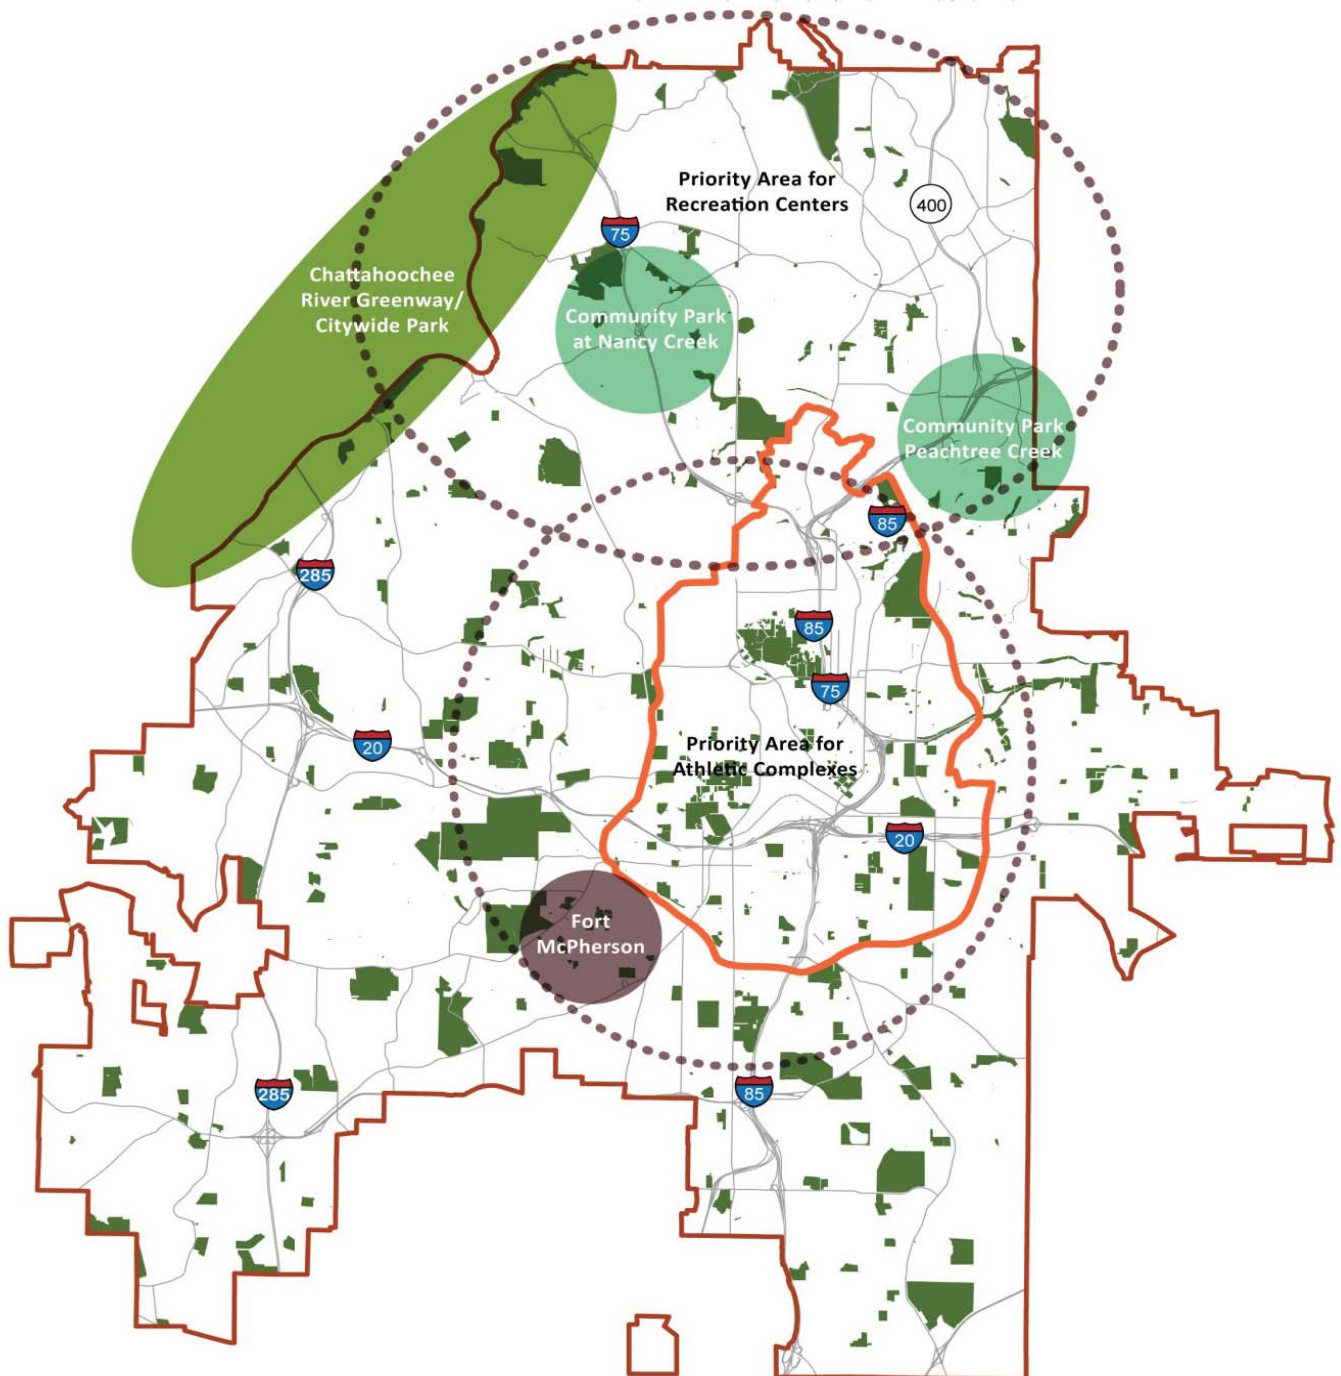 Priority Area for
Recreation Centers
400
75
Chattahoochee
River Greenway/
Citywide Park
Community Park
at Nancy Creek
Community Park
Peachtree Creek
85
285
85
75
20
Priority Area for
Athletic Complexes
20
Fort
McPherson
285
85